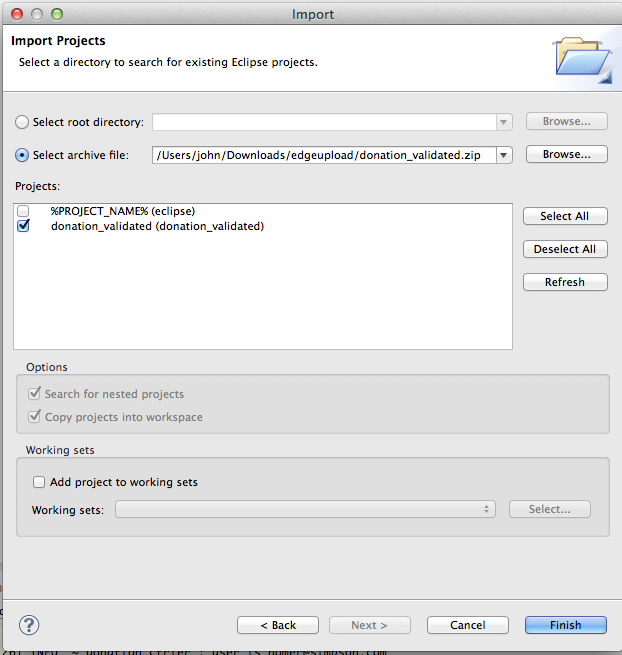 Import
Import Projects
Select a directory to search for existing Eclipse projects.
Select root directory:
Browse...
Select archive file:
/Users/john/Downloads/edgeupload/donation_validated.zip
Browse...
Projects:
%PROJECT_NAME% (eclipse)
donation_validated (donation_validated)
Select All
Deselect All
Refresh
Options
Search for nested projects
Copy projects into workspace
Working sets
Add project to working sets
Working sets:
Select...
?
< Back
Next >
Cancel
Finish